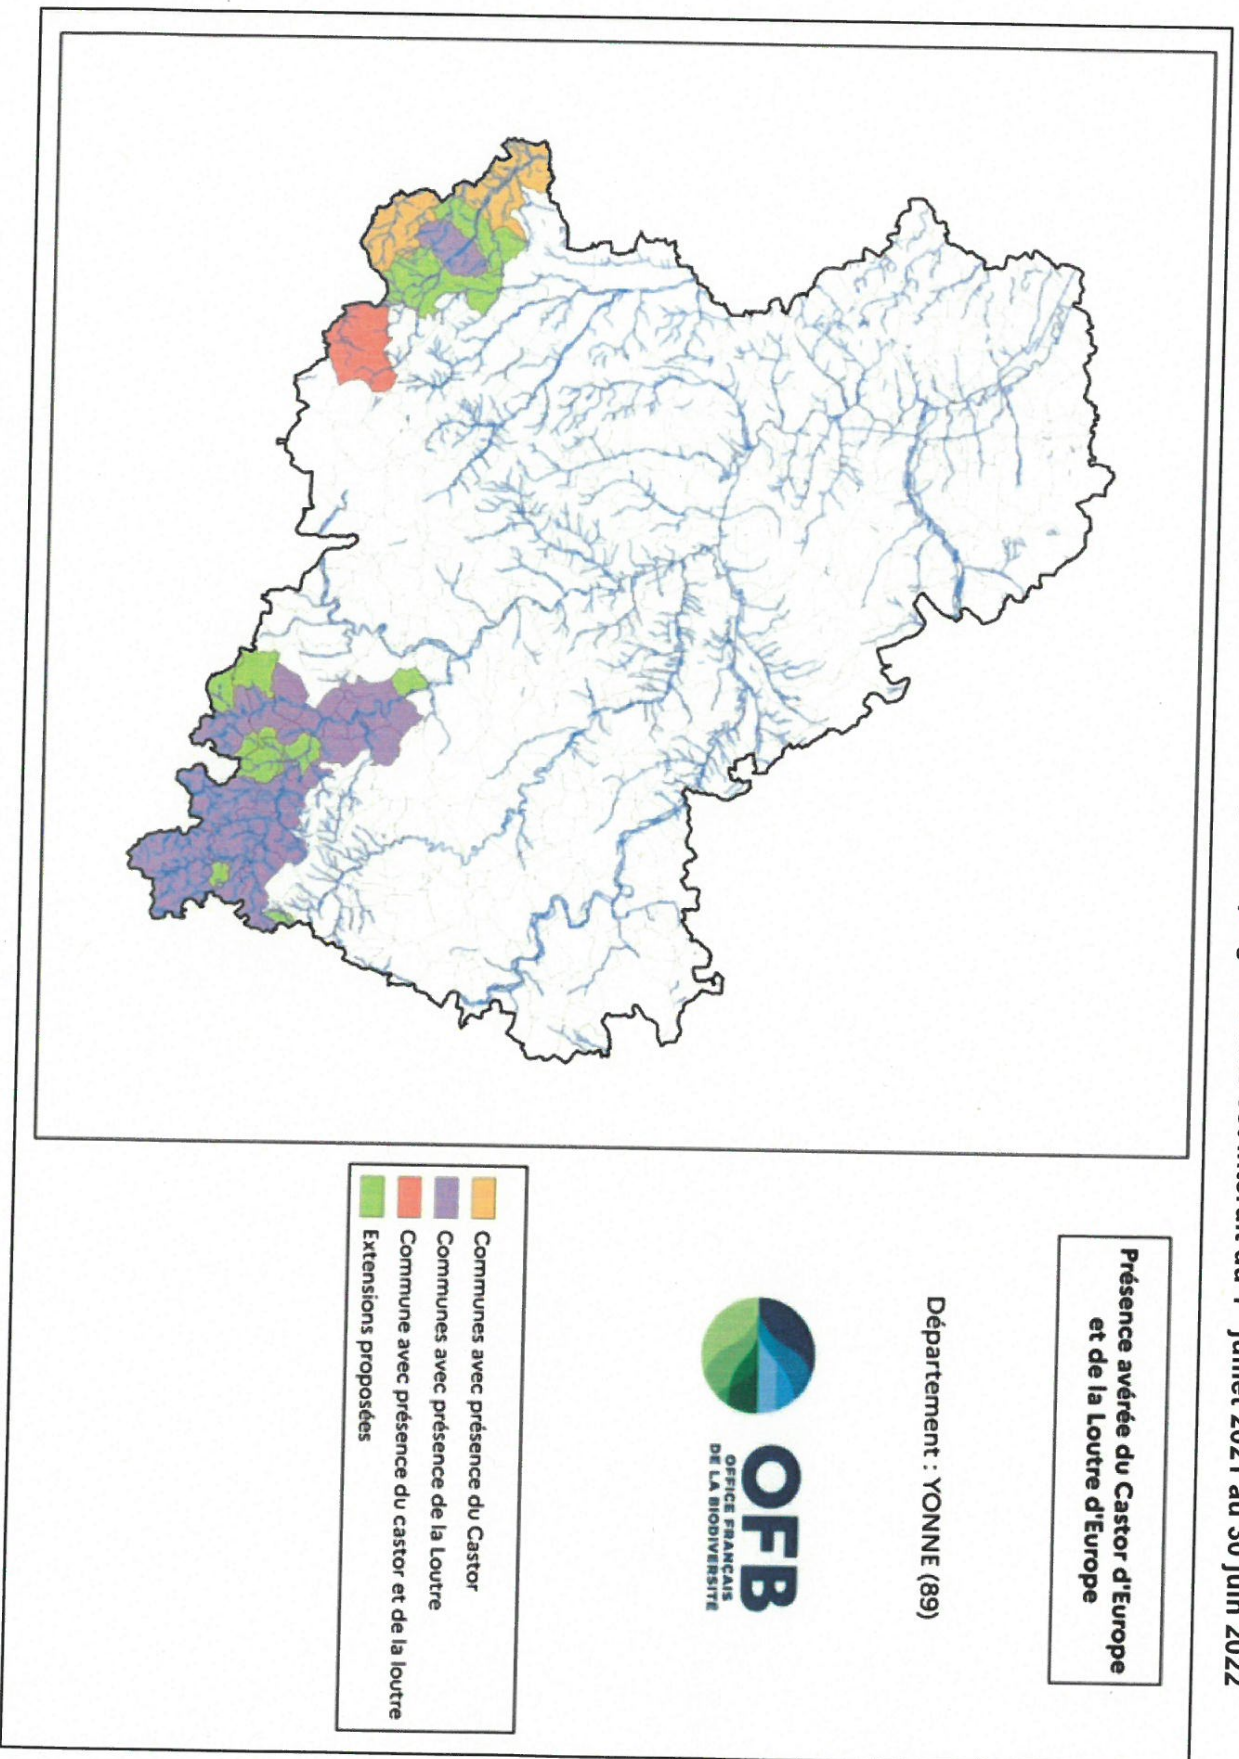 juillet 2021 au 30 juin 2022
Présence avérée du Castor d'Europe
et de la Loutre d'Europe
Département : YONNE (89)
OFB
OFFICE FRANÇAIS
DE LA BIODIVERSITÉ
Communes avec présence du Castor
Communes avec présence de la Loutre
Commune avec présence du castor et de la loutre
Extensions proposées